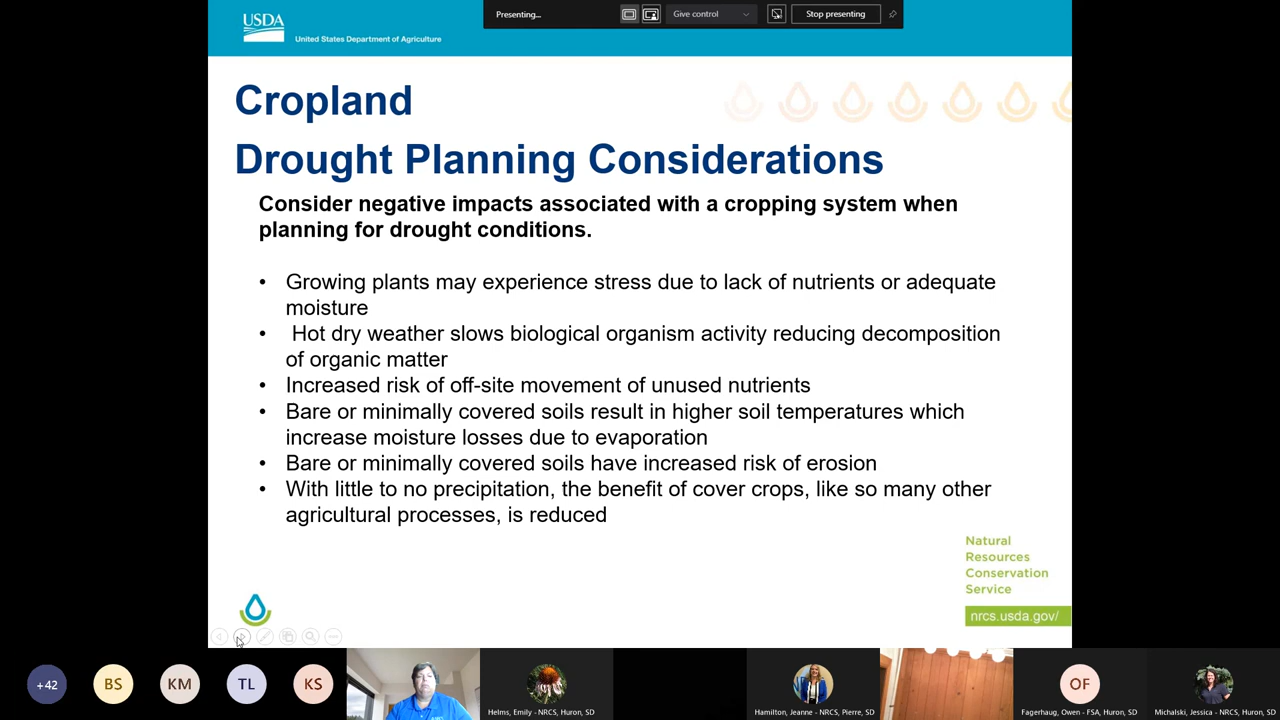 Presenting...
Give control
Stop presenting
USDA
United States Department of Agriculture
Cropland
Drought Planning Considerations
Consider negative impacts associated with a cropping system when
planning for drought conditions.
• Growing plants may experience stress due to lack of nutrients or adequate
moisture
• Hot dry weather slows biological organism activity reducing decomposition
of organic matter
• Increased risk of off-site movement of unused nutrients
• Bare or minimally covered soils result in higher soil temperatures which
increase moisture losses due to evaporation
• Bare or minimally covered soils have increased risk of erosion
• With little to no precipitation, the benefit of cover crops, like so many other
agricultural processes, is reduced
Natural
Resources
Conservation
Service
nrcs.usda.gov/
+42
BS
KM
TL
KS
Helms, Emily - NRCS, Huron, SD
Hamilton, Jeanne - NRCS, Pierre, SD
OF
Fagerhaug, Owen - FSA, Huron, SD
Michalski, Jessica - NRCS, Huron, SD